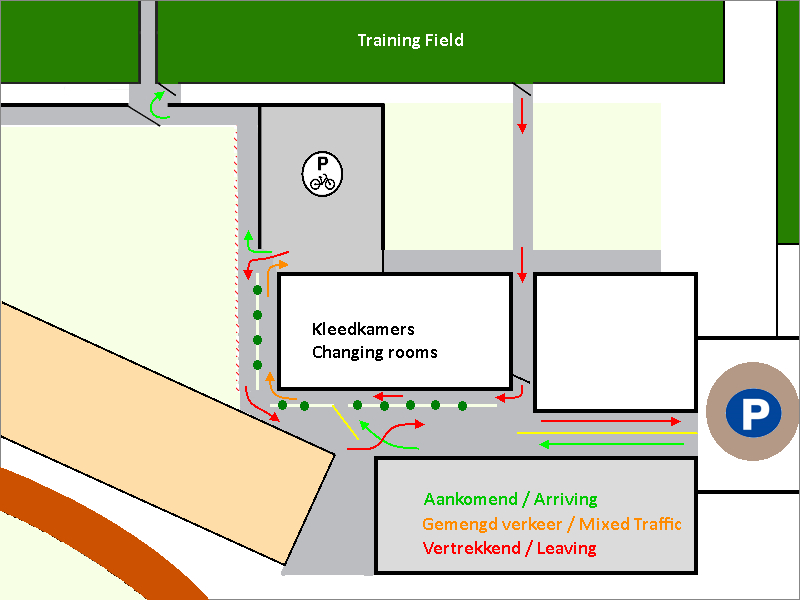 Training Field
P
Kleedkamers
Changing rooms
P
Aankomend / Arriving
Gemengd verkeer / Mixed Traffic
Vertrekkend / Leaving